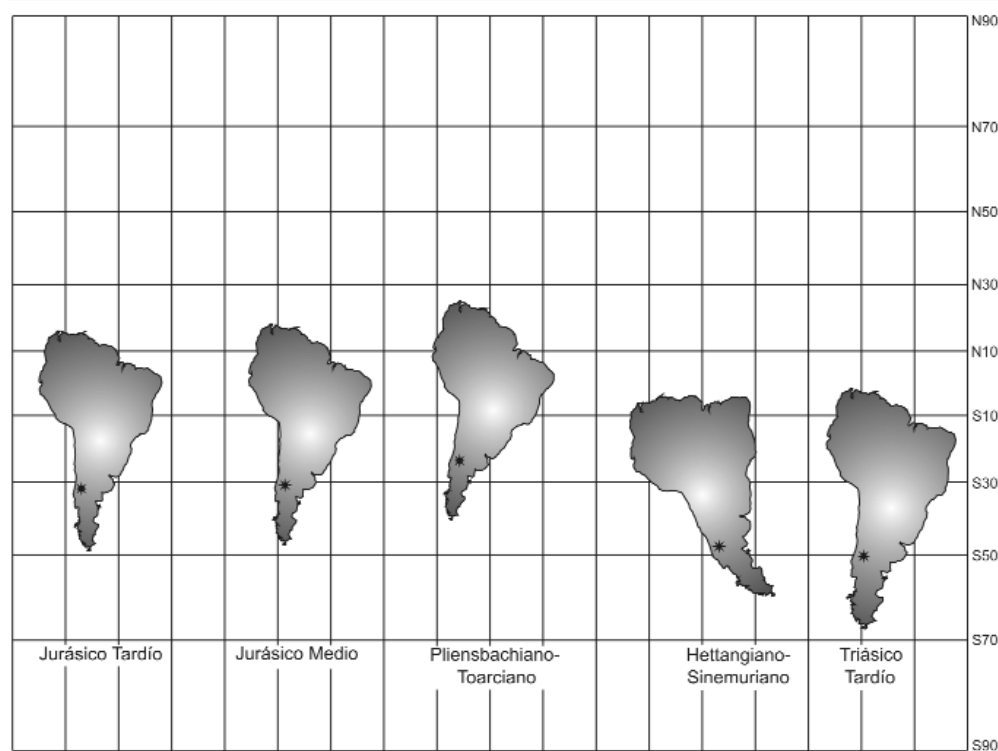 N90
N70
N50
N30
N10
S10
S30
S50
S70
S90
Jurásico Tardío
Jurásico Medio
Pliensbachiano-
Toarciano
Hettangiano-
Sinemuriano
Triásico
Tardío